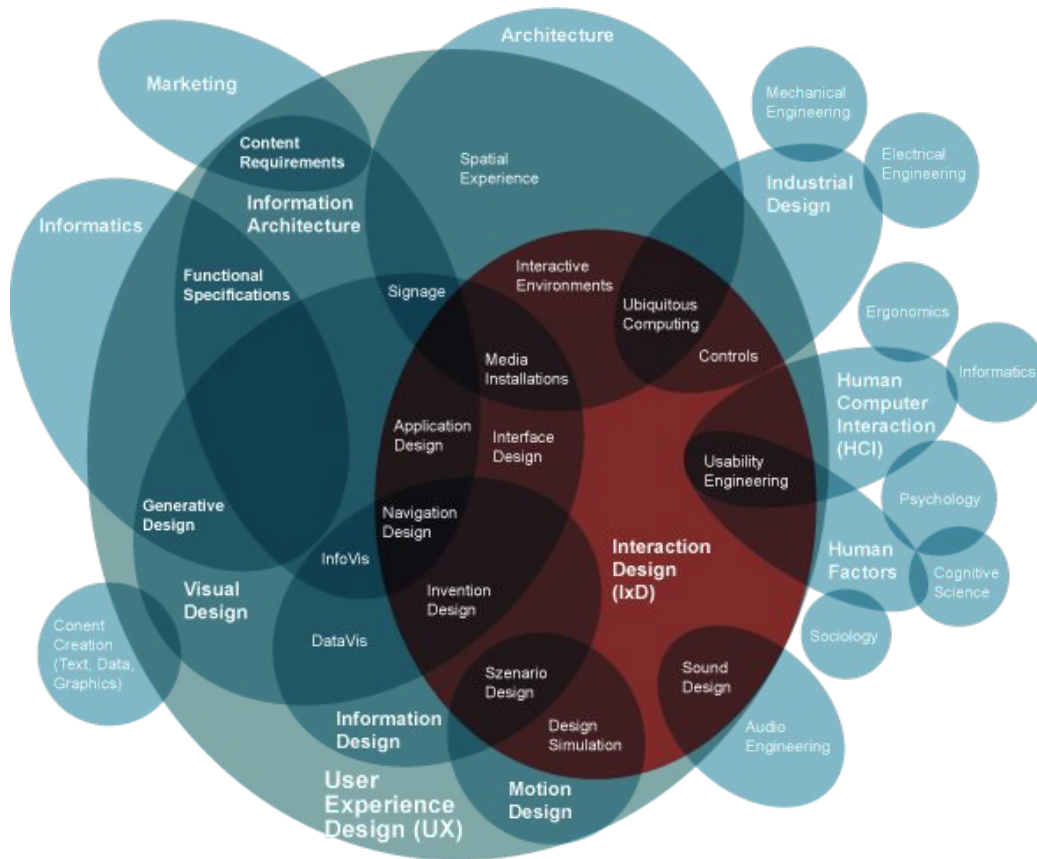 Architecture
Marketing
Mechanical
Engineering
Content
Requirements
Electrical
Engineering
Spatial
Experience
Industrial
Design
Information
Architecture
Informatics
Functional
Specifications
Interactive
Environments
Signage
Ubiquitous
Computing
Ergonomics
Controls
Media
Installations
Informatics
Human
Computer
Interaction
(HCI)
Application
Design
Interface
Design
Usability
Engineering
Psychology
Generative
Design
Navigation
Design
InfoVis
Interaction
Design
(IxD)
Human
Factors
Cognitive
Science
Visual
Design
Invention
Design
Conent
Creation
(Text, Data,
Graphics)
DataVis
Sociology
Szenario
Design
Sound
Design
Information
Design
Design
Simulation
Audio
Engineering
User
Experience
Design (UX)
Motion
Design